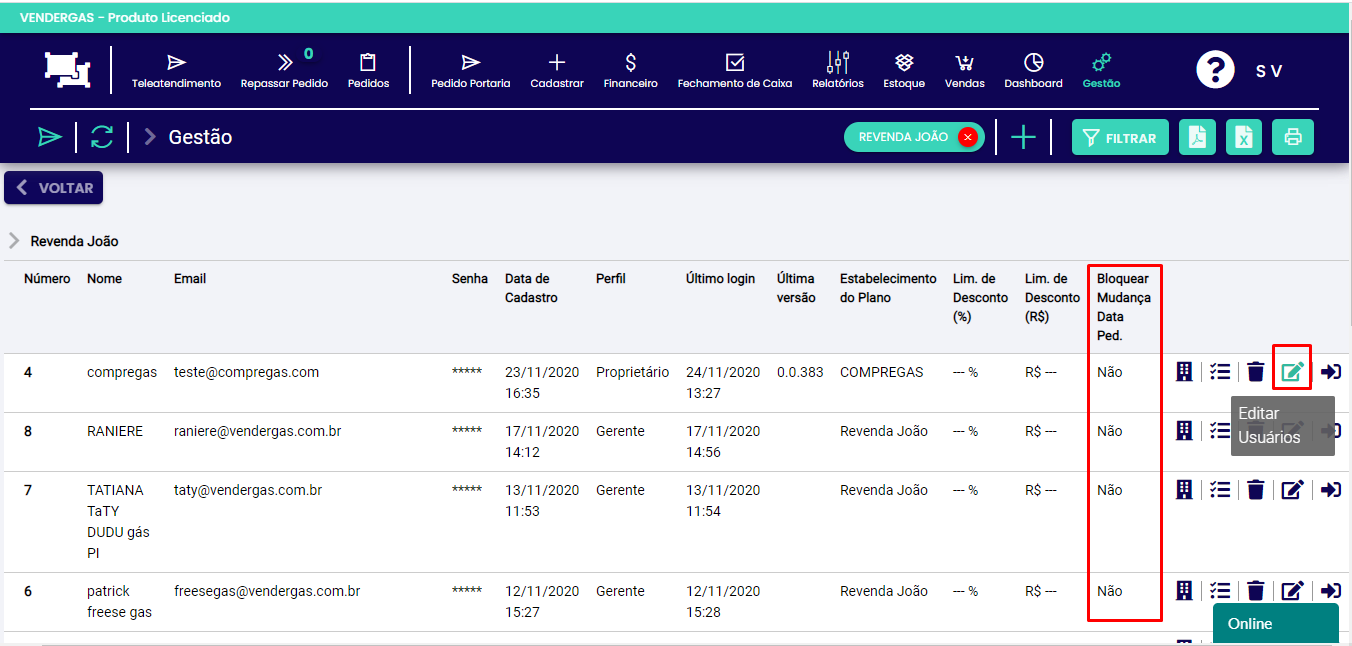 VENDERGAS - Produto Licenciado
0
Teleatendimento Repassar Pedido Pedidos Pedido Portaria Cadastrar Financeiro Fechamento de Caixa Relatórios Estoque Vendas Dashboard Gestão ? S V
Gestão REVENDA JOÃO FILTRAR
VOLTAR
Revenda João
Número Nome Email Senha Data de Cadastro Perfil Último login Última versão Estabelecimento do Plano Lim. de Desconto (%) Lim. de Desconto (R$) Bloquear Mudança Data Ped.
4 compregas teste@compregas.com ***** 23/11/2020 Proprietário 24/11/2020 0.0.383 COMPREGAS --- % R$ --- Não
16:35 13:27
Editar
Usuários
8 RANIERE raniere@vendergas.com.br ***** 17/11/2020 Gerente 17/11/2020 Revenda João --- % R$ --- Não
14:12 14:56
7 TATIANA taty@vendergas.com.br ***** 13/11/2020 Gerente 13/11/2020 Revenda João --- % R$ --- Não
TaTY 11:53 11:54
DUDU gás
PI
6 patrick freesegas@vendergas.com.br ***** 12/11/2020 Gerente 12/11/2020 Revenda João --- % R$ --- Não
freese gas 15:27 15:28
Online